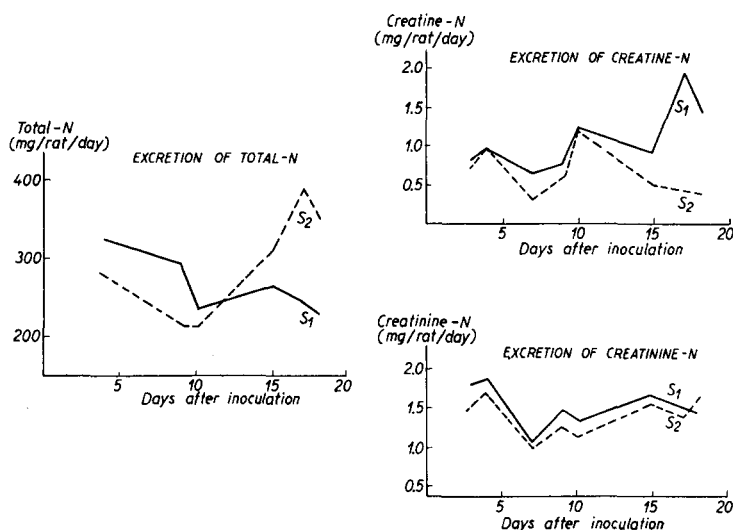 Total-N
(mg/rat/day)
EXCRETION OF TOTAL-N
400
300
200
S2
S1
5
10
15
20
Days after inoculation
Creatine-N
(mg/rat/day)
EXCRETION OF CREATINE-N
2.0
1.5
1.0
0.5
S1
S2
5
10
15
20
Days after inoculation
Creatinine-N
(mg/rat/day)
EXCRETION OF CREATININE-N
2.0
1.5
1.0
0.5
S1
S2
5
10
15
20
Days after inoculation